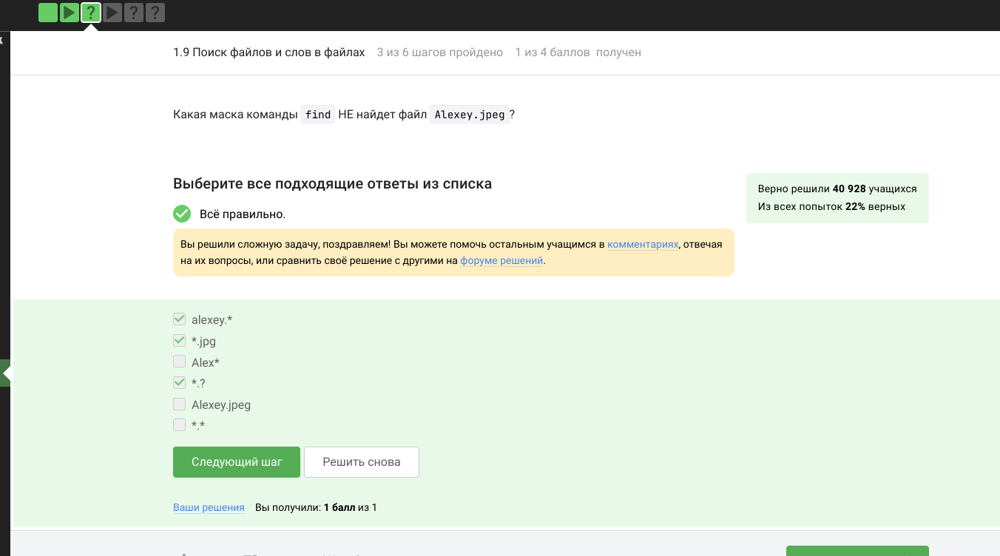 1.9 Поиск файлов и слов в файлах 3 из 6 шагов пройдено 1 из 4 баллов получен
Какая маска команды find НЕ найдет файл Alexey.jpeg?
Выберите все подходящие ответы из списка
Верно решили 40 928 учащихся
Из всех попыток 22% верных
Всё правильно.
Вы решили сложную задачу, поздравляем! Вы можете помочь остальным учащимся в комментариях, отвечая
на их вопросы, или сравнить своё решение с другими на форуме решений.
alexey.*
*.jpg
Alex*
*.?
Alexey.jpeg
*.*
Следующий шаг Решить снова
Ваши решения Вы получили: 1 балл из 1